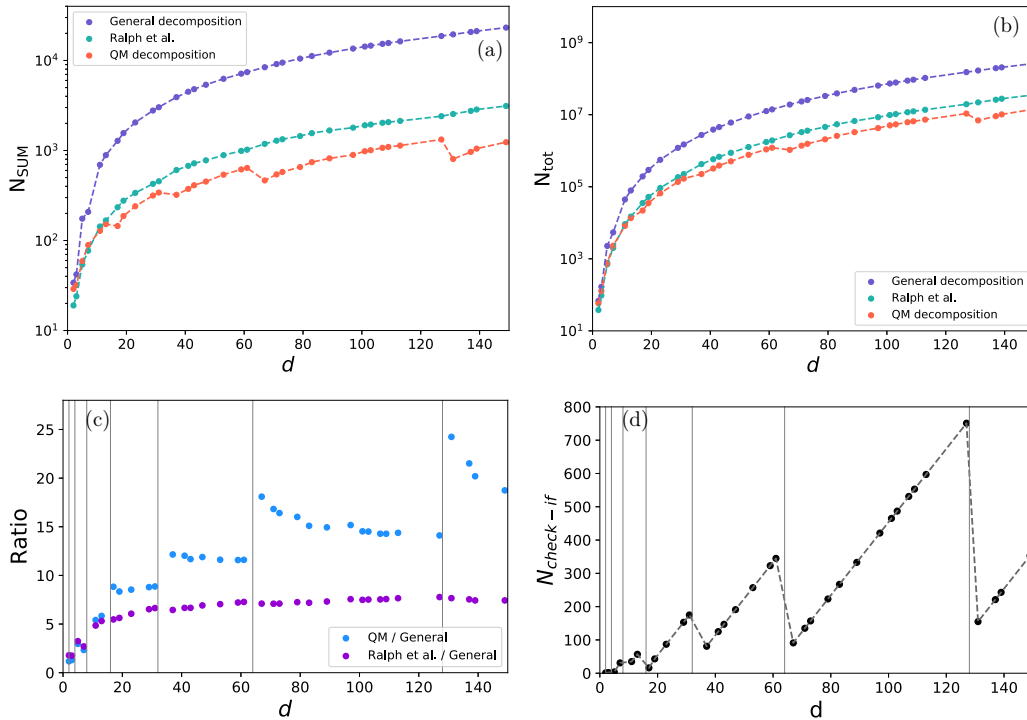 General decomposition
Ralph et al.
QM decomposition
(a)
N_SUM
10^4
10^3
10^2
10^1
0 20 40 60 80 100 120 140
d
(b)
N_tot
10^9
10^7
10^5
10^3
10^1
General decomposition
Ralph et al.
QM decomposition
0 20 40 60 80 100 120 140
d
(c)
Ratio
25
20
15
10
5
0
QM / General
Ralph et al. / General
0 20 40 60 80 100 120 140
d
(d)
N_check−if
800
700
600
500
400
300
200
100
0
0 20 40 60 80 100 120 140
d